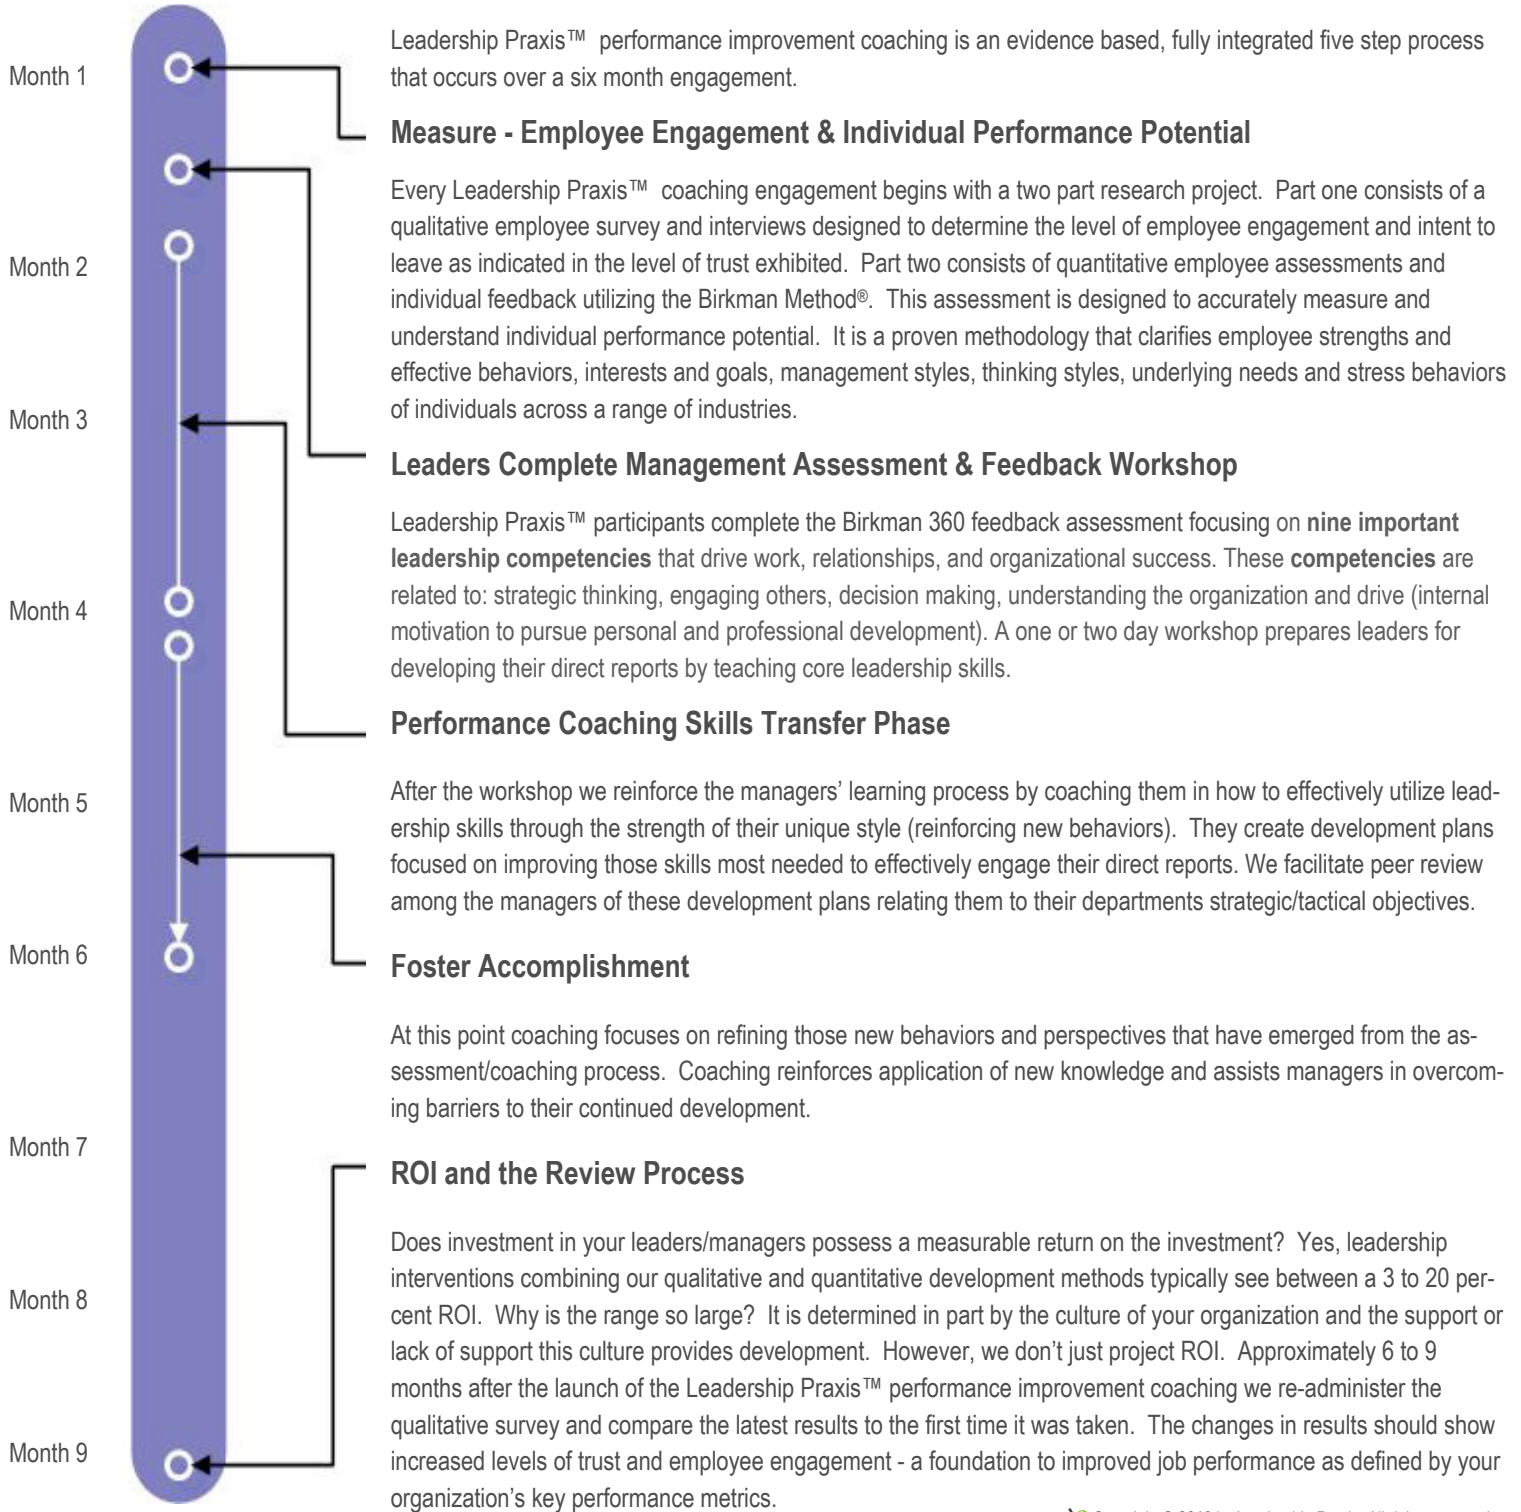 Leadership Praxis™ performance improvement coaching is an evidence based, fully integrated five step process
that occurs over a six month engagement.
Month 1
Measure - Employee Engagement & Individual Performance Potential
Every Leadership Praxis™ coaching engagement begins with a two part research project. Part one consists of a
qualitative employee survey and interviews designed to determine the level of employee engagement and intent to
leave as indicated in the level of trust exhibited. Part two consists of quantitative employee assessments and
individual feedback utilizing the Birkman Method®. This assessment is designed to accurately measure and
understand individual performance potential. It is a proven methodology that clarifies employee strengths and
effective behaviors, interests and goals, management styles, thinking styles, underlying needs and stress behaviors
of individuals across a range of industries.
Month 2
Month 3
Leaders Complete Management Assessment & Feedback Workshop
Leadership Praxis™ participants complete the Birkman 360 feedback assessment focusing on nine important
leadership competencies that drive work, relationships, and organizational success. These competencies are
related to: strategic thinking, engaging others, decision making, understanding the organization and drive (internal
motivation to pursue personal and professional development). A one or two day workshop prepares leaders for
developing their direct reports by teaching core leadership skills.
Month 4
Performance Coaching Skills Transfer Phase
After the workshop we reinforce the managers’ learning process by coaching them in how to effectively utilize lead-
ership skills through the strength of their unique style (reinforcing new behaviors). They create development plans
focused on improving those skills most needed to effectively engage their direct reports. We facilitate peer review
among the managers of these development plans relating them to their departments strategic/tactical objectives.
Month 5
Month 6
Foster Accomplishment
At this point coaching focuses on refining those new behaviors and perspectives that have emerged from the as-
sessment/coaching process. Coaching reinforces application of new knowledge and assists managers in overcom-
ing barriers to their continued development.
Month 7
ROI and the Review Process
Does investment in your leaders/managers possess a measurable return on the investment? Yes, leadership
interventions combining our qualitative and quantitative development methods typically see between a 3 to 20 per-
cent ROI. Why is the range so large? It is determined in part by the culture of your organization and the support or
lack of support this culture provides development. However, we don’t just project ROI. Approximately 6 to 9
months after the launch of the Leadership Praxis™ performance improvement coaching we re-administer the
qualitative survey and compare the latest results to the first time it was taken. The changes in results should show
increased levels of trust and employee engagement - a foundation to improved job performance as defined by your
organization’s key performance metrics.
Month 8
Month 9